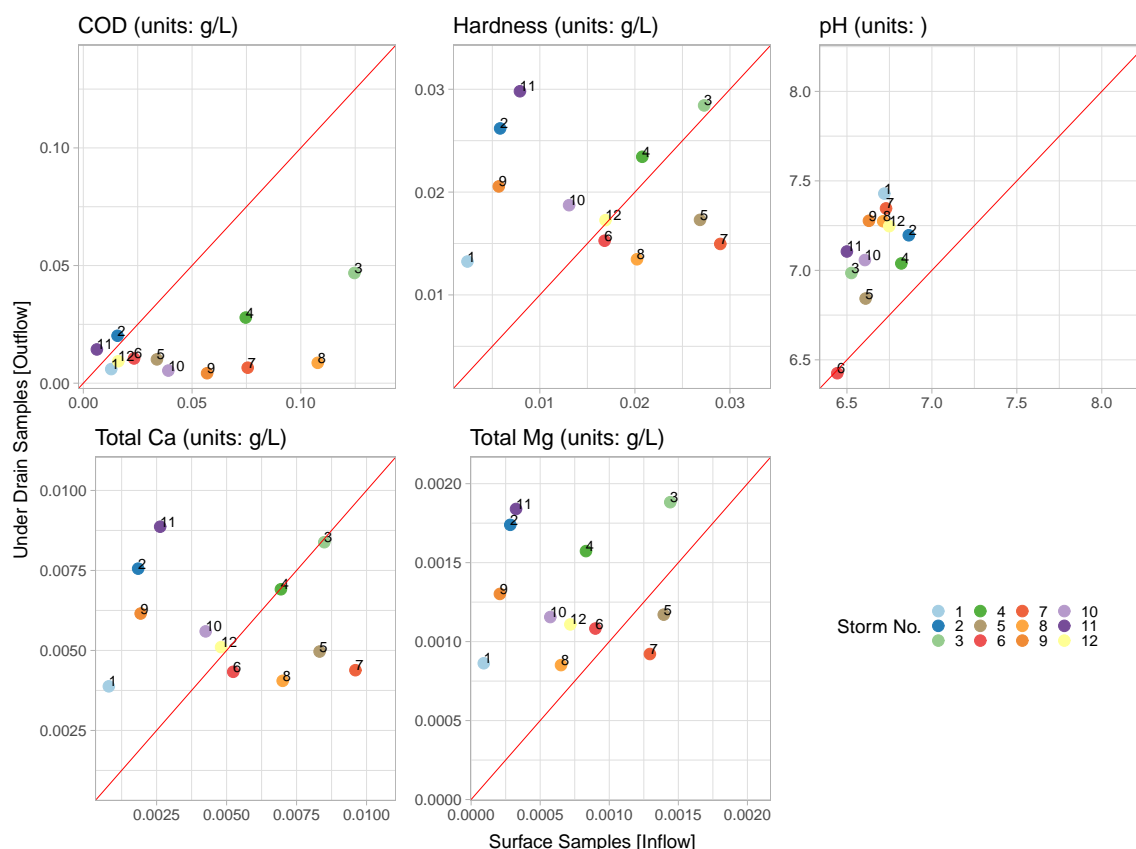 COD (units: g/L)
Hardness (units: g/L)
pH (units: )
0.10
0.05
0.00
0.00 0.05 0.10
1 2 3 4 5 6 7 8 9 10 11 12
0.03
0.02
0.01
0.01 0.02 0.03
1 2 3 4 5 6 7 8 9 10 11 12
8.0
7.5
7.0
6.5
6.5 7.0 7.5 8.0
1 2 3 4 5 6 7 8 9 10 11 12
Under Drain Samples [Outflow]
Total Ca (units: g/L)
Total Mg (units: g/L)
0.0100
0.0075
0.0050
0.0025
0.0025 0.0050 0.0075 0.0100
1 2 3 4 5 6 7 8 9 10 11 12
0.0020
0.0015
0.0010
0.0005
0.0000
0.0000 0.0005 0.0010 0.0015 0.0020
1 2 3 4 5 6 7 8 9 10 11 12
Surface Samples [Inflow]
Storm No.
1 4 7 10
2 5 8 11
3 6 9 12